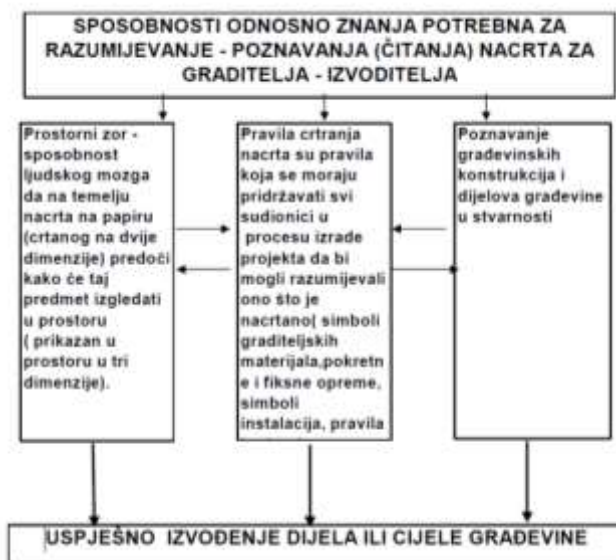 SPOSOBNOSTI ODNOSNO ZNANJA POTREBNA ZA
RAZUMIJEVANJE - POZNAVANJA (ČITANJA) NACRTA ZA
GRADITELJA - IZVODITELJA
Prostorni zor -
sposobnost
ljudskog mozga
da na temelju
nacrta na papiru
(crtanog na dvije
dimenzije) predoči
kako će taj
predmet izgledati
u prostoru
( prikazan u
prostoru u tri
dimenzije).
Pravila crtranja
nacrta su pravila
koja se moraju
pridržavati svi
sudionici u
procesu izrade
projekta da bi
mogli razumijevali
ono što je
nacrtano( simboli
graditeljskih
materijala,pokretn
e i fiksne opreme,
simboli
instalacija, pravila
Poznavanje
građevinskih
konstrukcija i
dijelova građevine
u stvarnosti
USPJEŠNO IZVOĐENJE DIJELA ILI CIJELE GRAĐEVINE